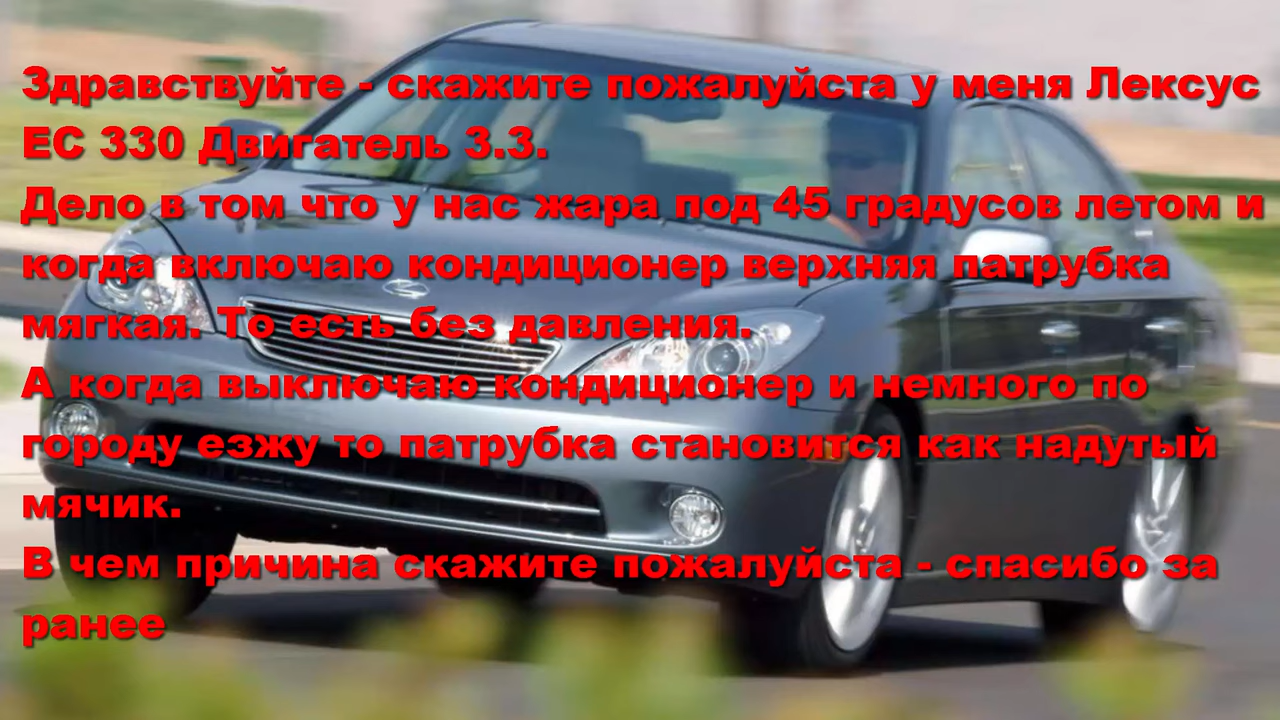 Здравствуйте - скажите пожалуйста у меня Лексус
ЕС 330 Двигатель 3.3.
Дело в том что у нас жара под 45 градусов летом и
когда включаю кондиционер верхняя патрубка
мягкая. То есть без давления.
А когда выключаю кондиционер и немного по
городу езжу то патрубка становится как надутый
мячик.
В чем причина скажите пожалуйста - спасибо за
ранее